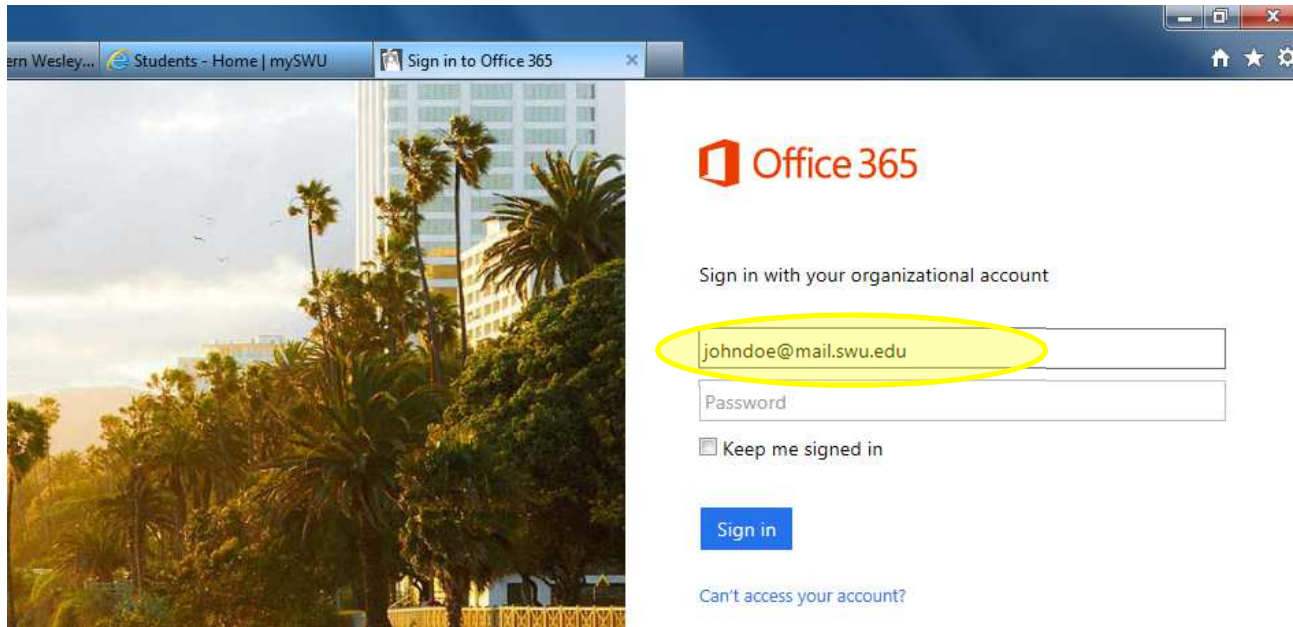 ern Wesley... Students - Home | mySWU Sign in to Office 365
Office 365
Sign in with your organizational account
johndoe@mail.swu.edu
Password
Keep me signed in
Sign in
Can't access your account?